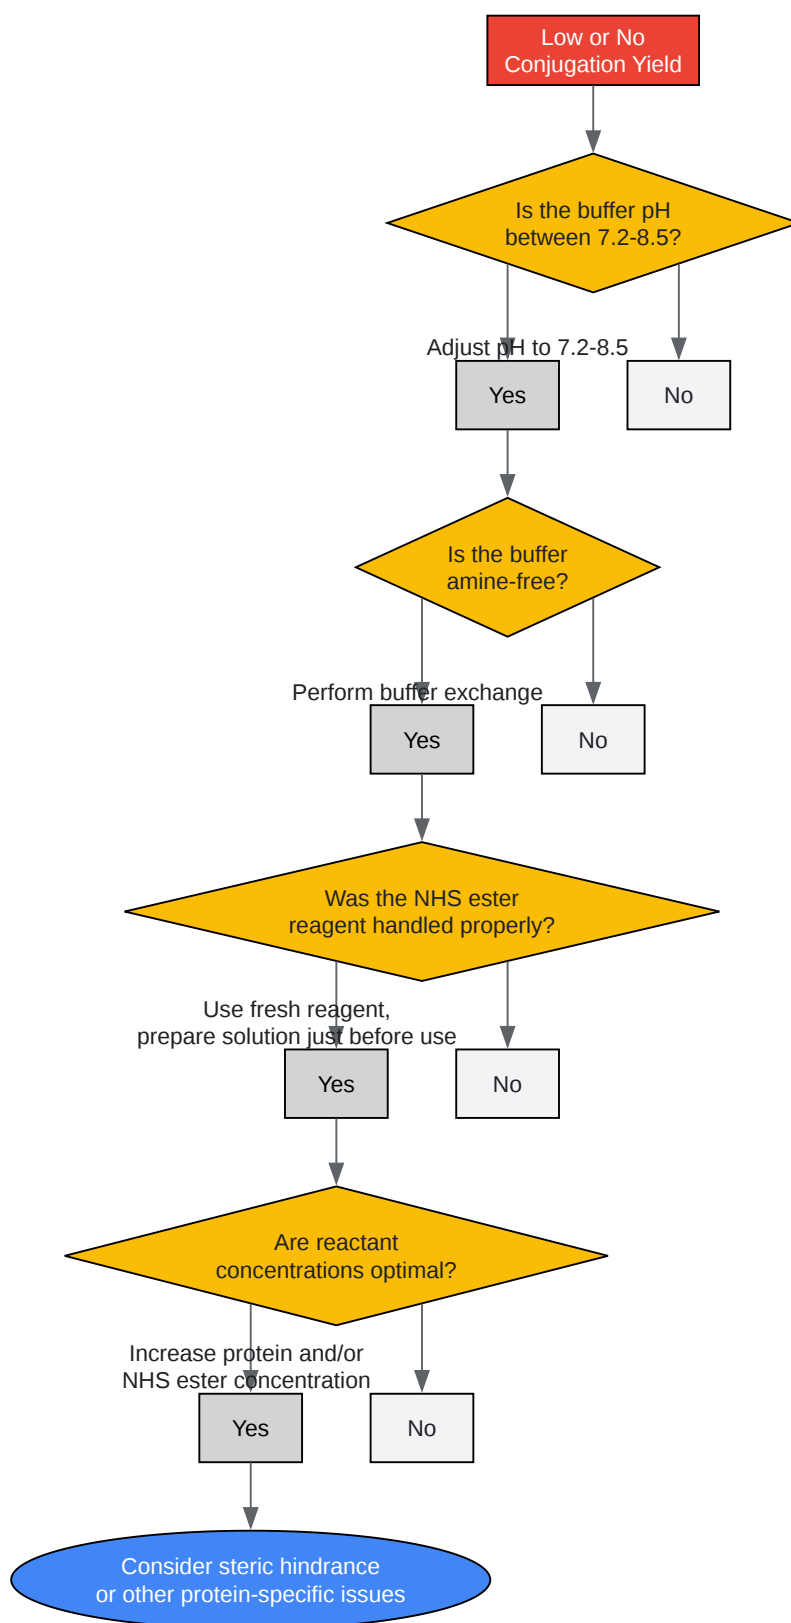 Low or No
Conjugation Yield
Is the buffer pH
between 7.2-8.5?
Adjust pH to 7.2-8.5
Yes
No
Is the buffer
amine-free?
Perform buffer exchange
Yes
No
Was the NHS ester
reagent handled properly?
Use fresh reagent,
prepare solution just before use
Yes
No
Are reactant
concentrations optimal?
Increase protein and/or
NHS ester concentration
Yes
No
Consider steric hindrance
or other protein-specific issues